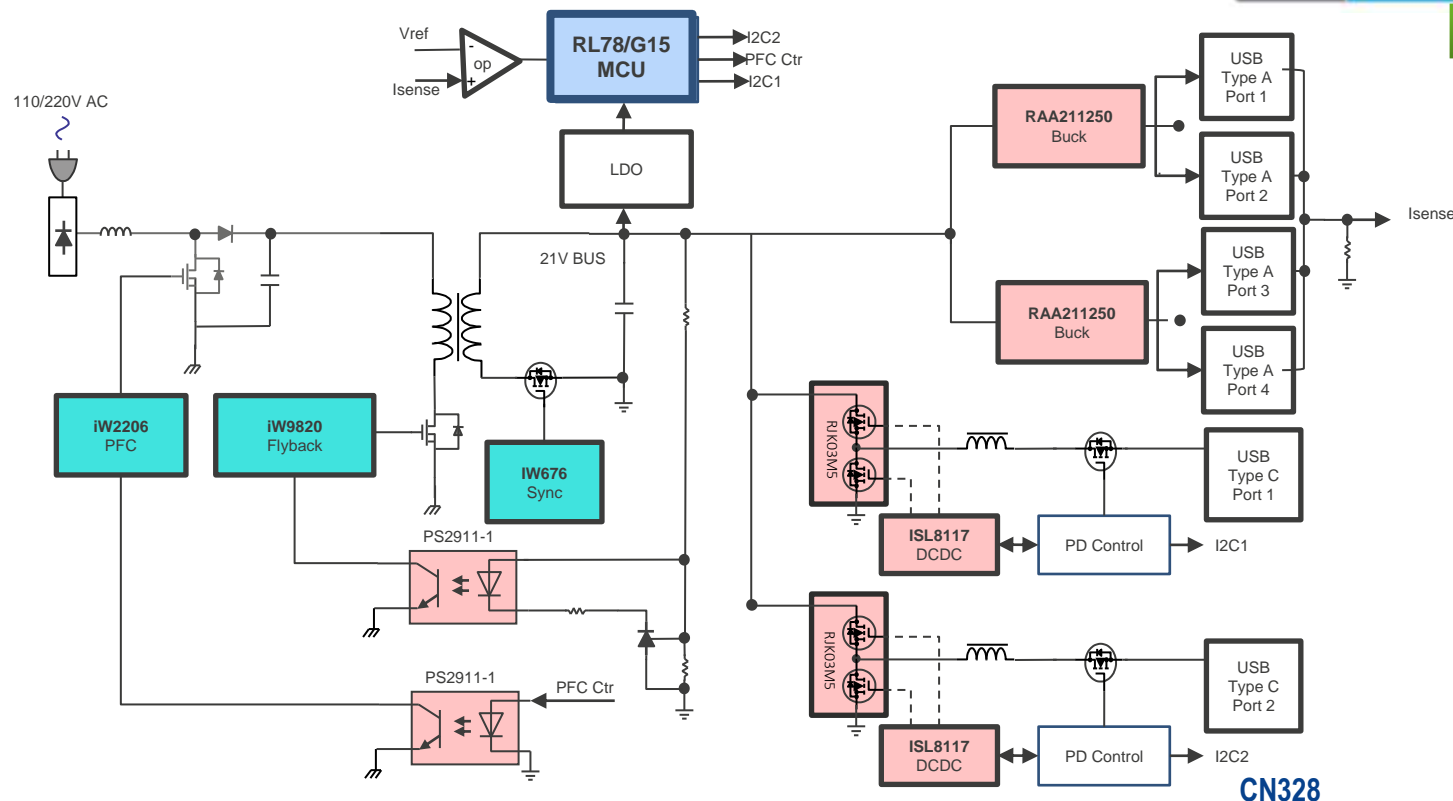 Vref
-
op
+
Isense
RL78/G15
MCU
I2C2
PFC Ctr
I2C1
110/220V AC
LDO
21V BUS
RAA211250
Buck
USB
Type A
Port 1
USB
Type A
Port 2
Isense
RAA211250
Buck
USB
Type A
Port 3
USB
Type A
Port 4
iW2206
PFC
iW9820
Flyback
IW676
Sync
RJK03M5
USB
Type C
Port 1
ISL8117
DCDC
PD Control
I2C1
PS2911-1
RJK03M5
USB
Type C
Port 2
PS2911-1
PFC Ctr
ISL8117
DCDC
PD Control
I2C2
CN328